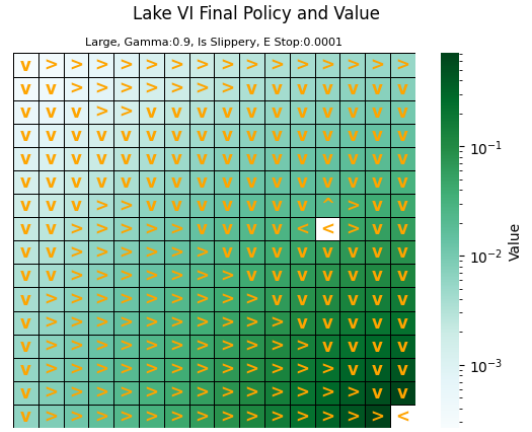 Lake VI Final Policy and Value
Large, Gamma:0.9, Is Slippery, E Stop:0.0001
v > > > > > > > > > > > > > > >
v v > > > > > > > v v v v v v v
v v v > > v v v v v v v v v v v
v v v v v v v v v v v v v v v v
v v v v v v v v v v v v v v v v
v v v v v v v v v v v v v v v v
v v v > > v v v v v v v ^ > v v
v v > > > > > v v v v < < > v v
v v > > > > > > v v v v v v v v
v v > > > > > > > v v v v v v v
v > > > > > > > > > v v v v v v
v > > > > > > > > > > v v v v v
v > > > > > > > > > > > v v v v
v > > > > > > > > > > > > v v v
v > > > > > > > > > > > > > v v
v > > > > > > > > > > > > > > <
10⁻¹
10⁻²
10⁻³
Value